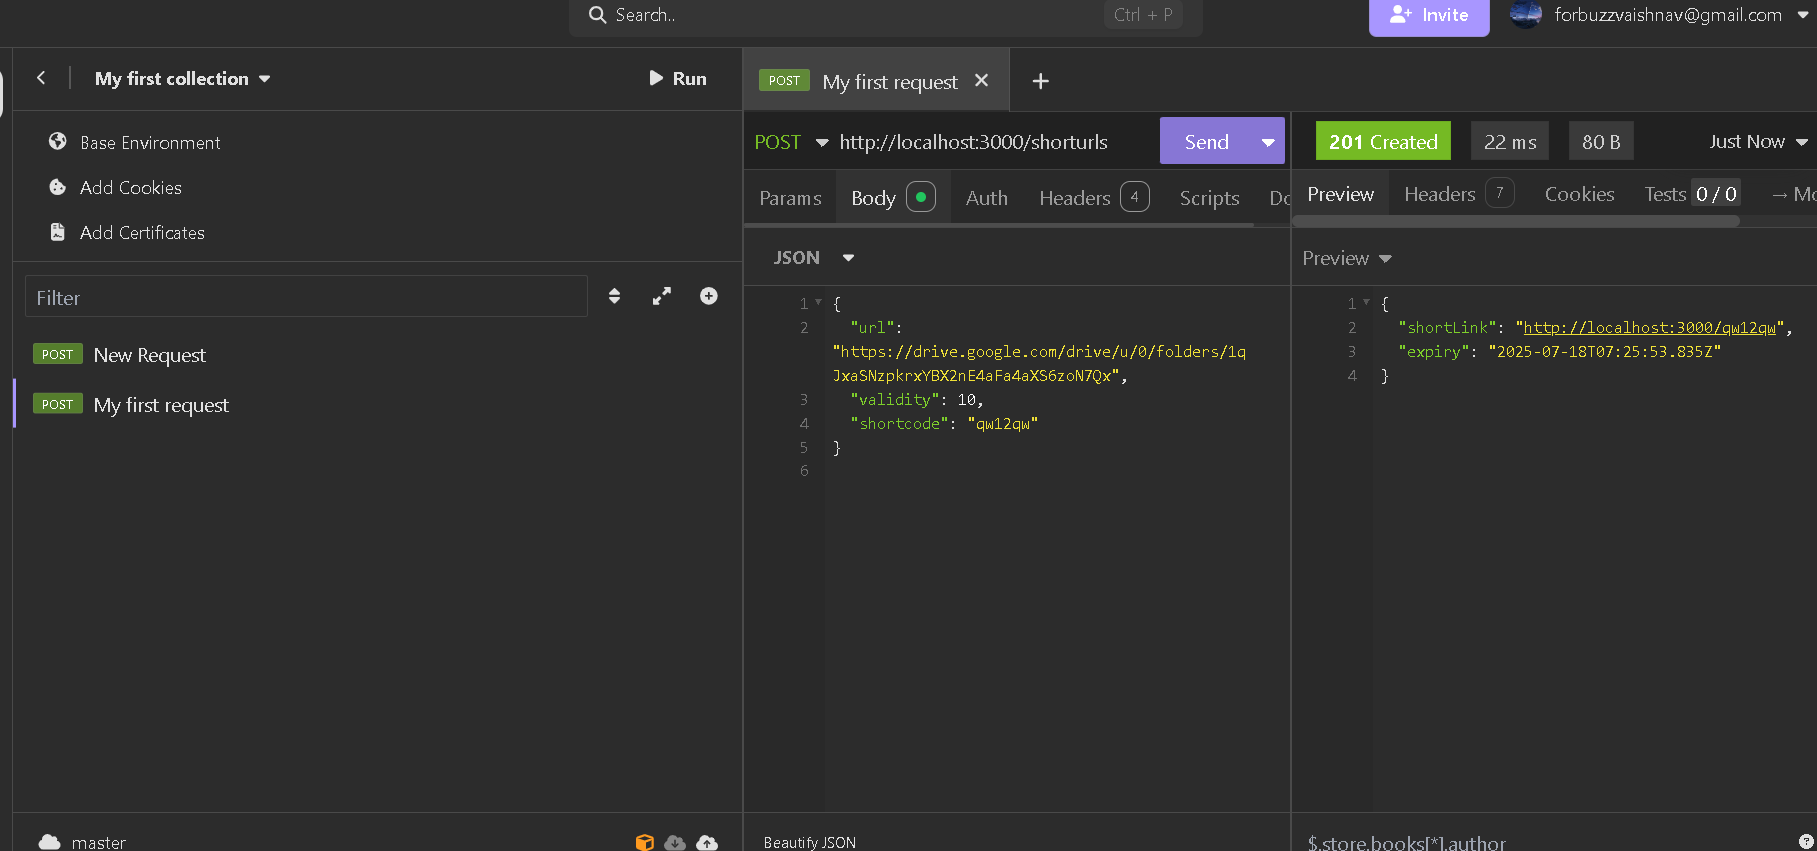 Search..
Ctrl + P
Invite
forbuzzvaishnav@gmail.com
My first collection
Run
POST My first request
POST http://localhost:3000/shorturls
Send
201 Created
22 ms
80 B
Just Now
Base Environment
Add Cookies
Add Certificates
Params Body Auth Headers 4 Scripts Do
Preview Headers 7 Cookies Tests 0 / 0 → Mo
JSON
Preview
Filter
POST New Request
POST My first request
1 {
2 "url":
"https://drive.google.com/drive/u/0/folders/1q
JxaSNzpkrxYBX2nE4aFa4aXS6zoN7Qx",
3 "validity": 10,
4 "shortcode": "qw12qw"
5 }
6
1 {
2 "shortLink": "http://localhost:3000/qw12qw",
3 "expiry": "2025-07-18T07:25:53.835Z"
4 }
master
Beautify JSON
$.store.books[*].author